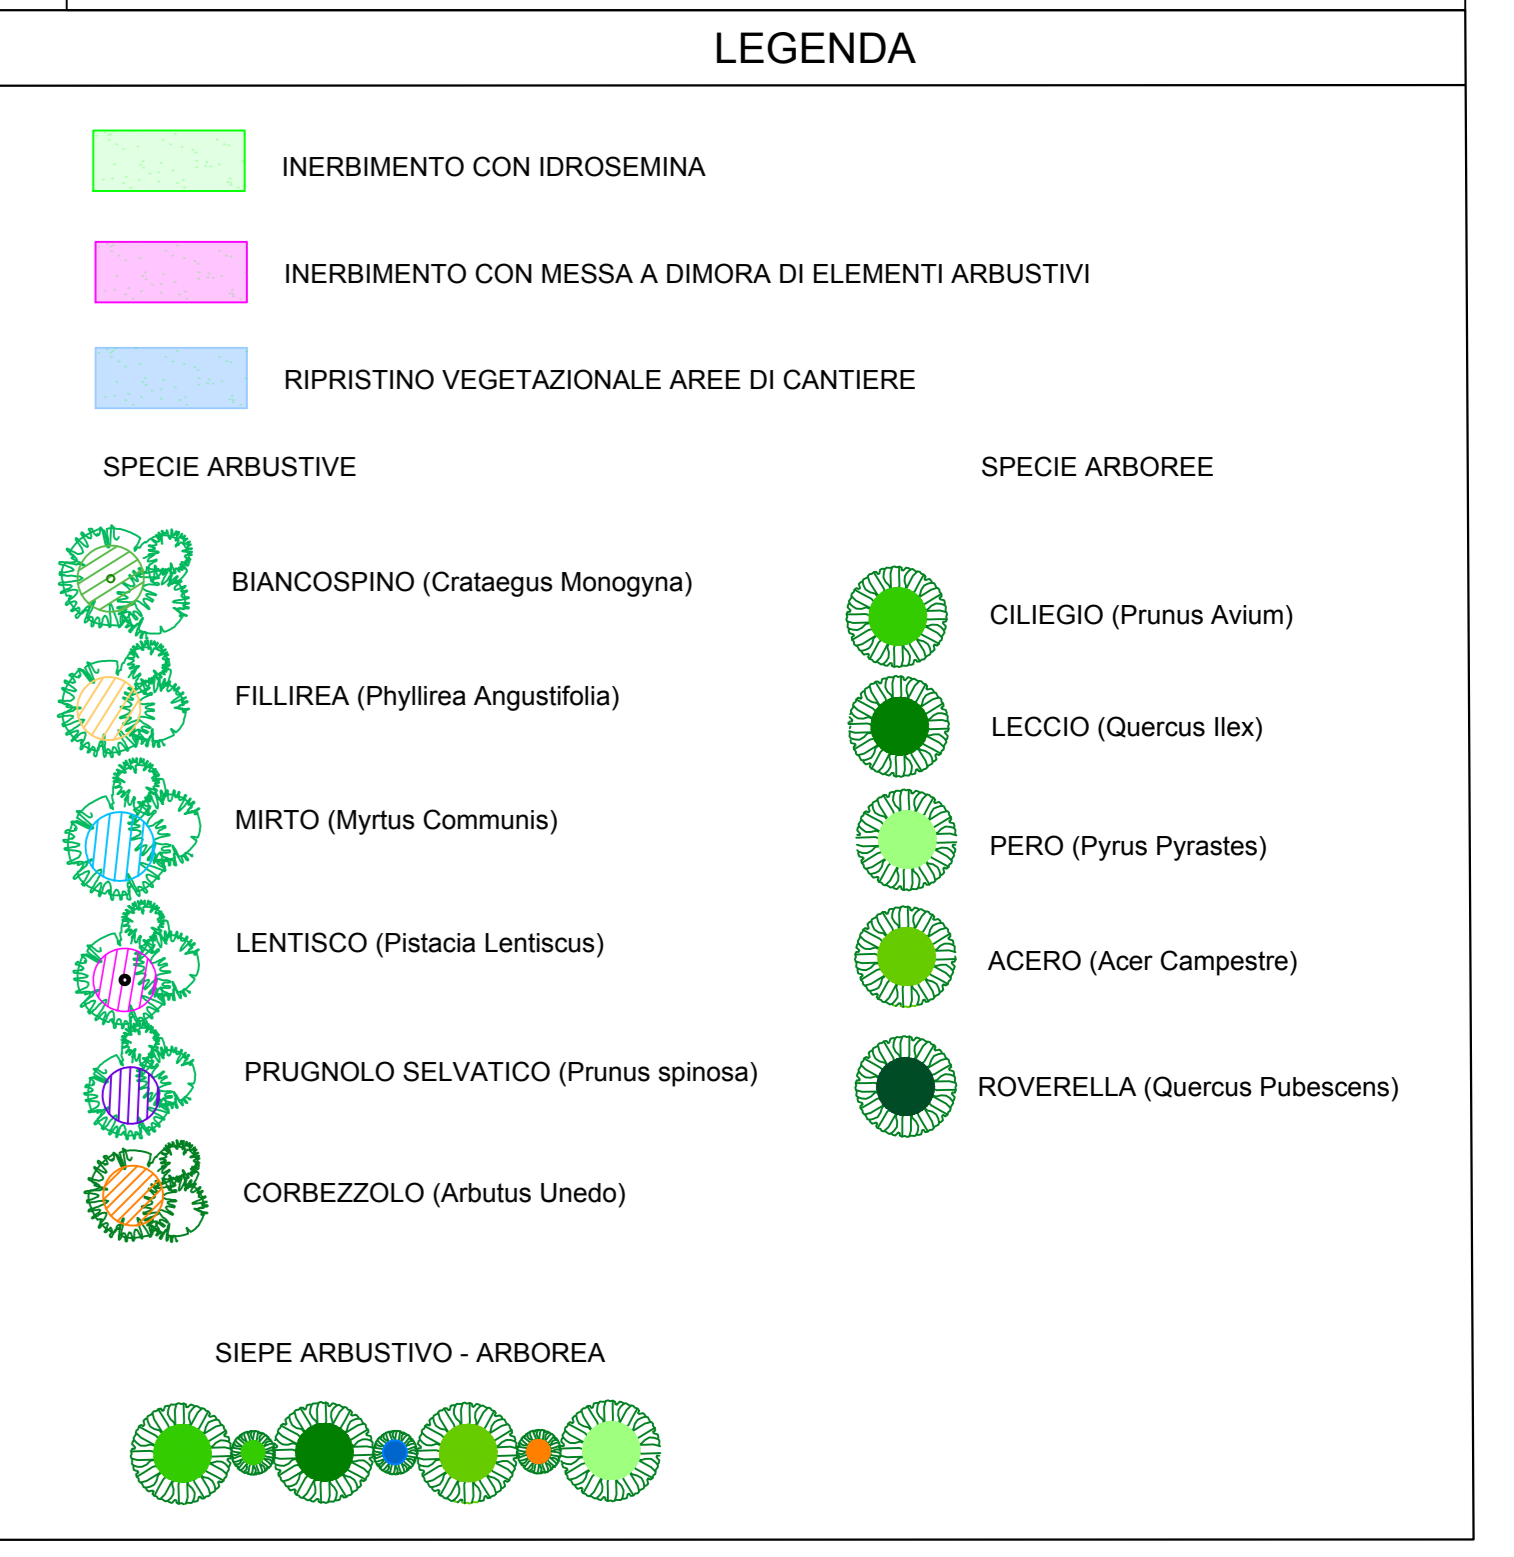 LEGENDA
INERBIMENTO CON IDROSEMINA
INERBIMENTO CON MESSA A DIMORA DI ELEMENTI ARBUSTIVI
RIPRISTINO VEGETAZIONALE AREE DI CANTIERE
SPECIE ARBUSTIVE
BIANCOSPINO (Crataegus Monogyna)
FILLIREA (Phyllirea Angustifolia)
MIRTO (Myrtus Communis)
LENTISCO (Pistacia Lentiscus)
PRUGNOLO SELVATICO (Prunus spinosa)
CORBEZZOLO (Arbutus Unedo)
SPECIE ARBOREE
CILIEGIO (Prunus Avium)
LECCIO (Quercus Ilex)
PERO (Pyrus Pyrastes)
ACERO (Acer Campestre)
ROVERELLA (Quercus Pubescens)
SIEPE ARBUSTIVO - ARBOREA